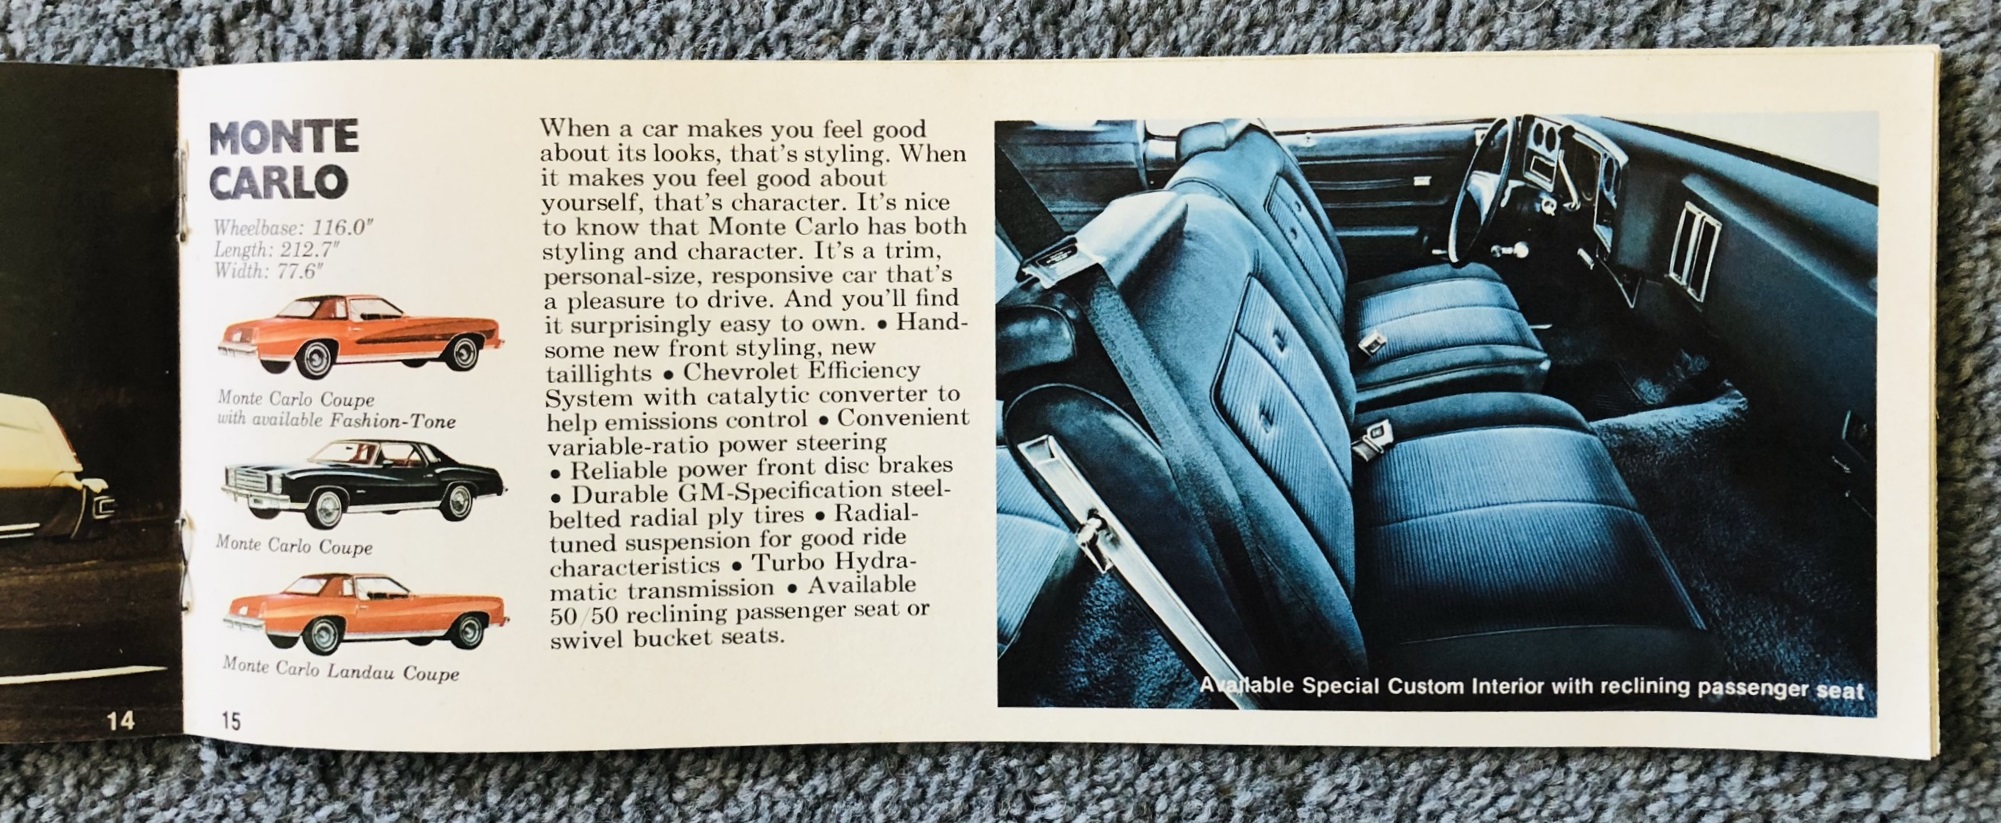 MONTE
CARLO
Wheelbase: 116.0"
Length: 212.7"
Width: 77.6"
Monte Carlo Coupe
with available Fashion-Tone
Monte Carlo Coupe
Monte Carlo Landau Coupe
14
15
When a car makes you feel good
about its looks, that's styling. When
it makes you feel good about
yourself, that's character. It's nice
to know that Monte Carlo has both
styling and character. It's a trim,
personal-size, responsive car that's
a pleasure to drive. And you'll find
it surprisingly easy to own. • Hand-
some new front styling, new
taillights • Chevrolet Efficiency
System with catalytic converter to
help emissions control • Convenient
variable-ratio power steering
• Reliable power front disc brakes
• Durable GM-Specification steel-
belted radial ply tires • Radial-
tuned suspension for good ride
characteristics • Turbo Hydra-
matic transmission • Available
50/50 reclining passenger seat or
swivel bucket seats.
Available Special Custom Interior with reclining passenger seat